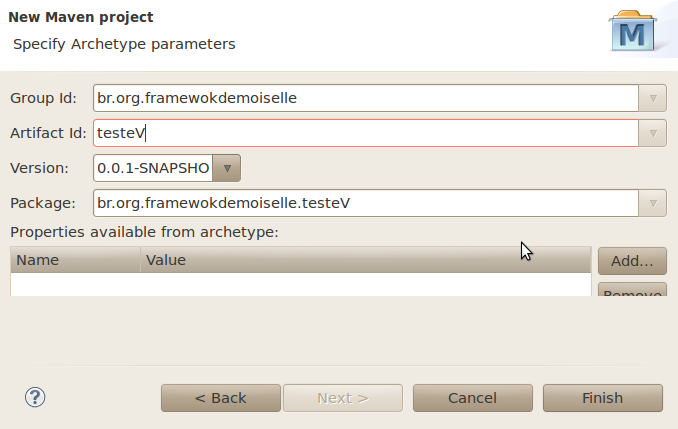 New Maven project
Specify Archetype parameters
M
Group Id: br.org.framewokdemoiselle
Artifact Id: testeV
Version: 0.0.1-SNAPSHO
Package: br.org.framewokdemoiselle.testeV
Properties available from archetype:
Name Value
Add...
Remove
? < Back Next > Cancel Finish